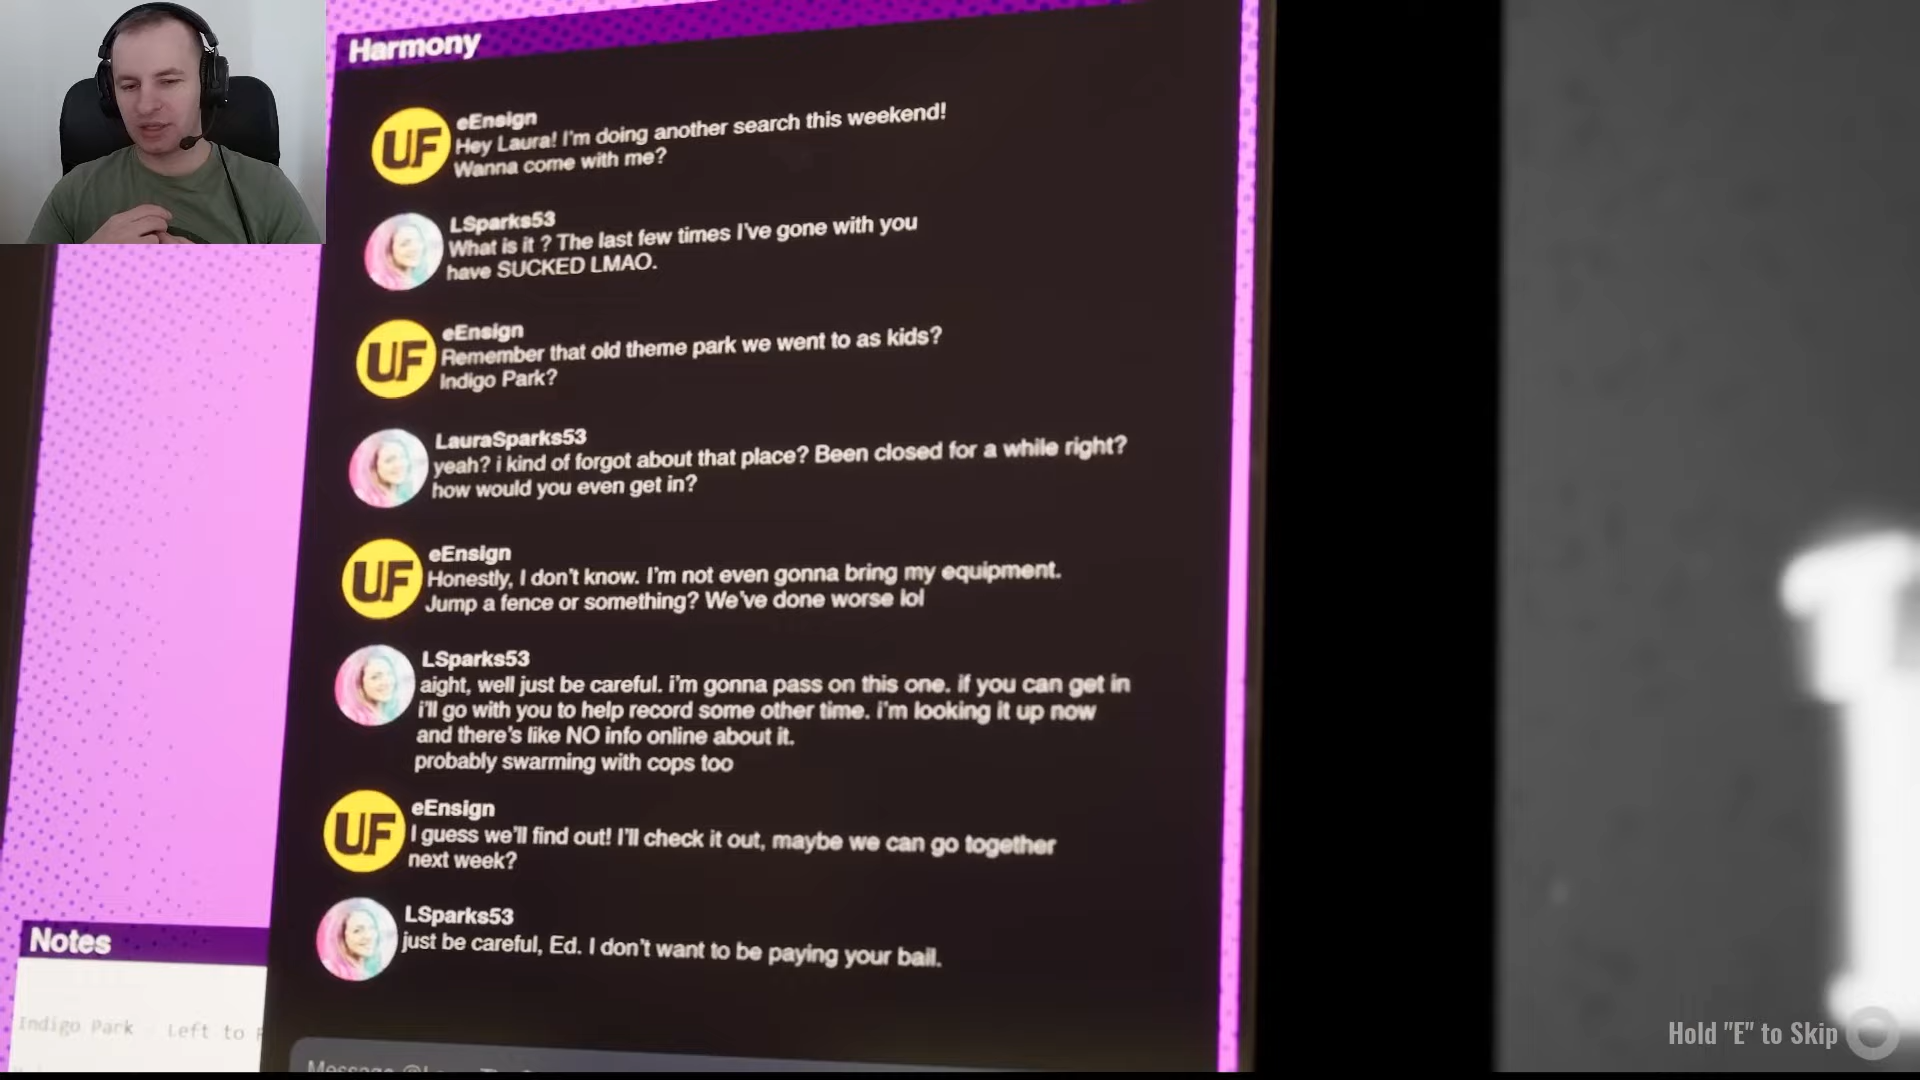 Harmony
UF
eEnsign
Hey Laura! I'm doing another search this weekend!
Wanna come with me?
LSparks53
What is it ? The last few times I've gone with you
have SUCKED LMAO.
UF
eEnsign
Remember that old theme park we went to as kids?
Indigo Park?
LauraSparks53
yeah? i kind of forgot about that place? Been closed for a while right?
how would you even get in?
UF
eEnsign
Honestly, I don't know. I'm not even gonna bring my equipment.
Jump a fence or something? We've done worse lol
LSparks53
aight, well just be careful. i'm gonna pass on this one. if you can get in
i'll go with you to help record some other time. i'm looking it up now
and there's like NO info online about it.
probably swarming with cops too
UF
eEnsign
I guess we'll find out! I'll check it out, maybe we can go together
next week?
LSparks53
just be careful, Ed. I don't want to be paying your bail.
Notes
Indigo Park Left to
Message
Hold "E" to Skip